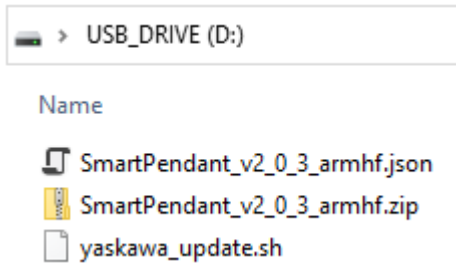 USB_DRIVE (D:)
Name
SmartPendant_v2_0_3_armhf.json
SmartPendant_v2_0_3_armhf.zip
yaskawa_update.sh